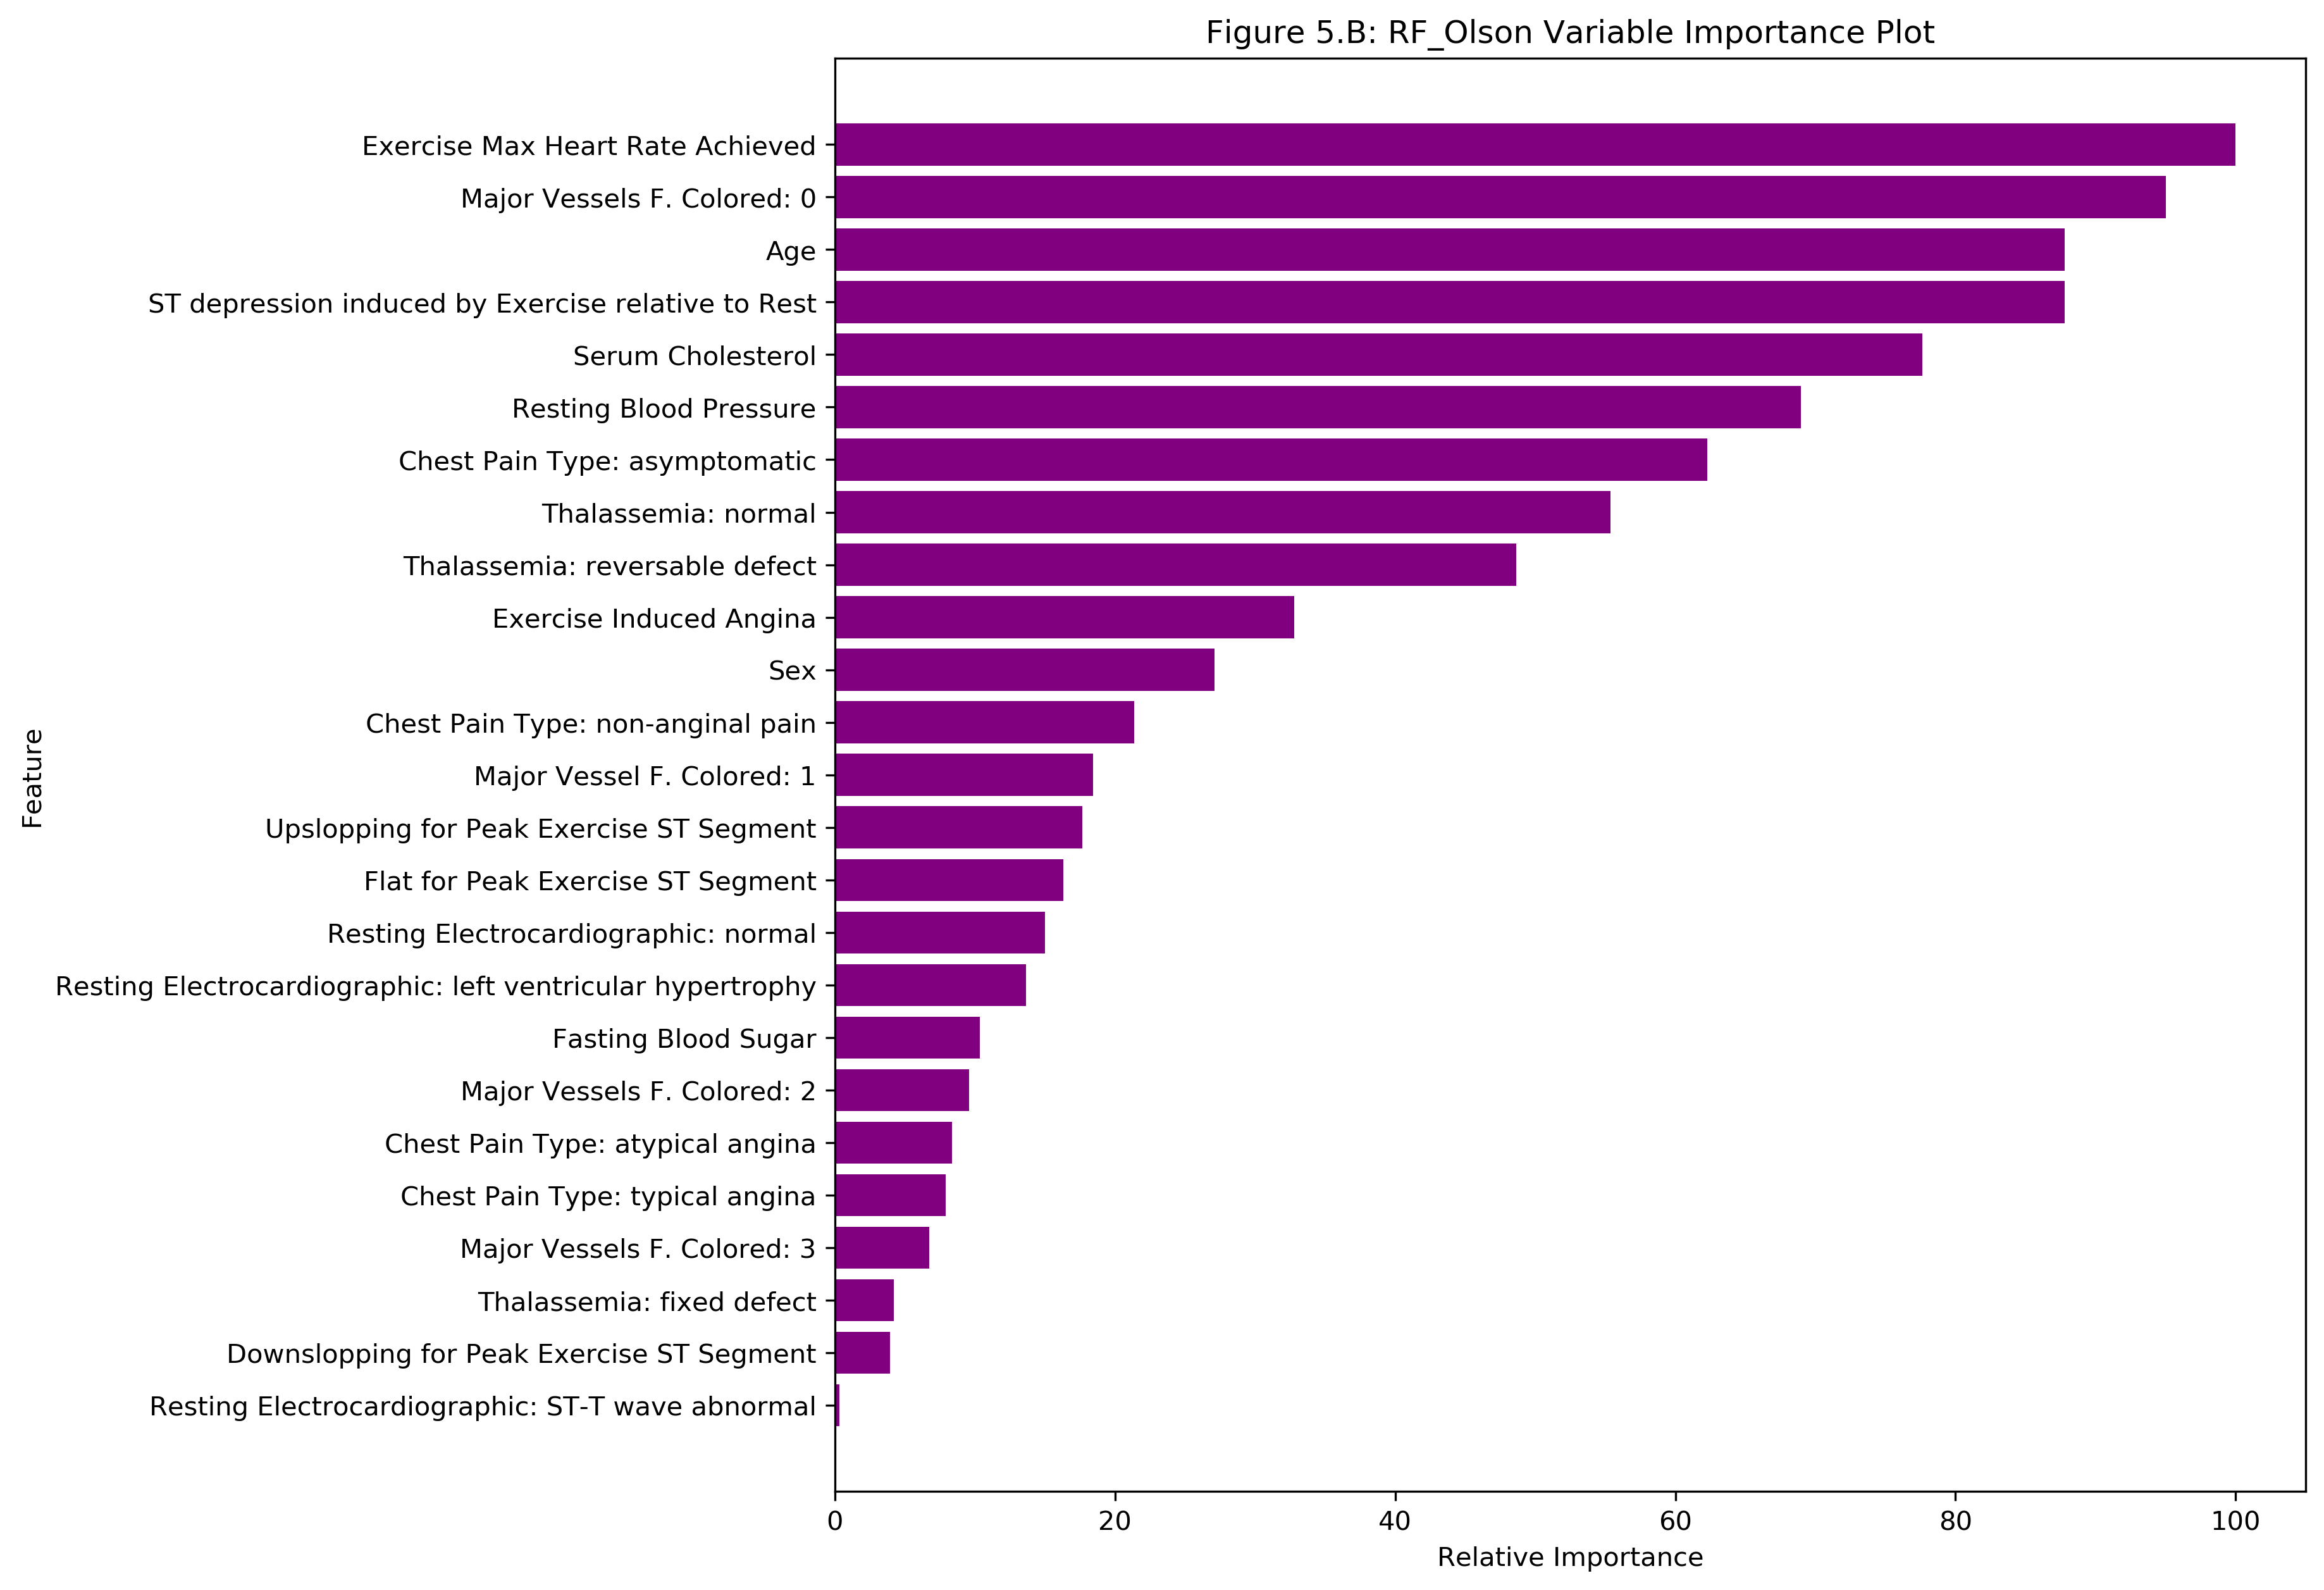 Figure 5.B: RF_Olson Variable Importance Plot
Exercise Max Heart Rate Achieved
Major Vessels F. Colored: 0
Age
ST depression induced by Exercise relative to Rest
Serum Cholesterol
Resting Blood Pressure
Chest Pain Type: asymptomatic
Thalassemia: normal
Thalassemia: reversable defect
Exercise Induced Angina
Sex
Chest Pain Type: non-anginal pain
Major Vessel F. Colored: 1
Upslopping for Peak Exercise ST Segment
Flat for Peak Exercise ST Segment
Resting Electrocardiographic: normal
Resting Electrocardiographic: left ventricular hypertrophy
Fasting Blood Sugar
Major Vessels F. Colored: 2
Chest Pain Type: atypical angina
Chest Pain Type: typical angina
Major Vessels F. Colored: 3
Thalassemia: fixed defect
Downslopping for Peak Exercise ST Segment
Resting Electrocardiographic: ST-T wave abnormal
Feature
0 20 40 60 80 100
Relative Importance